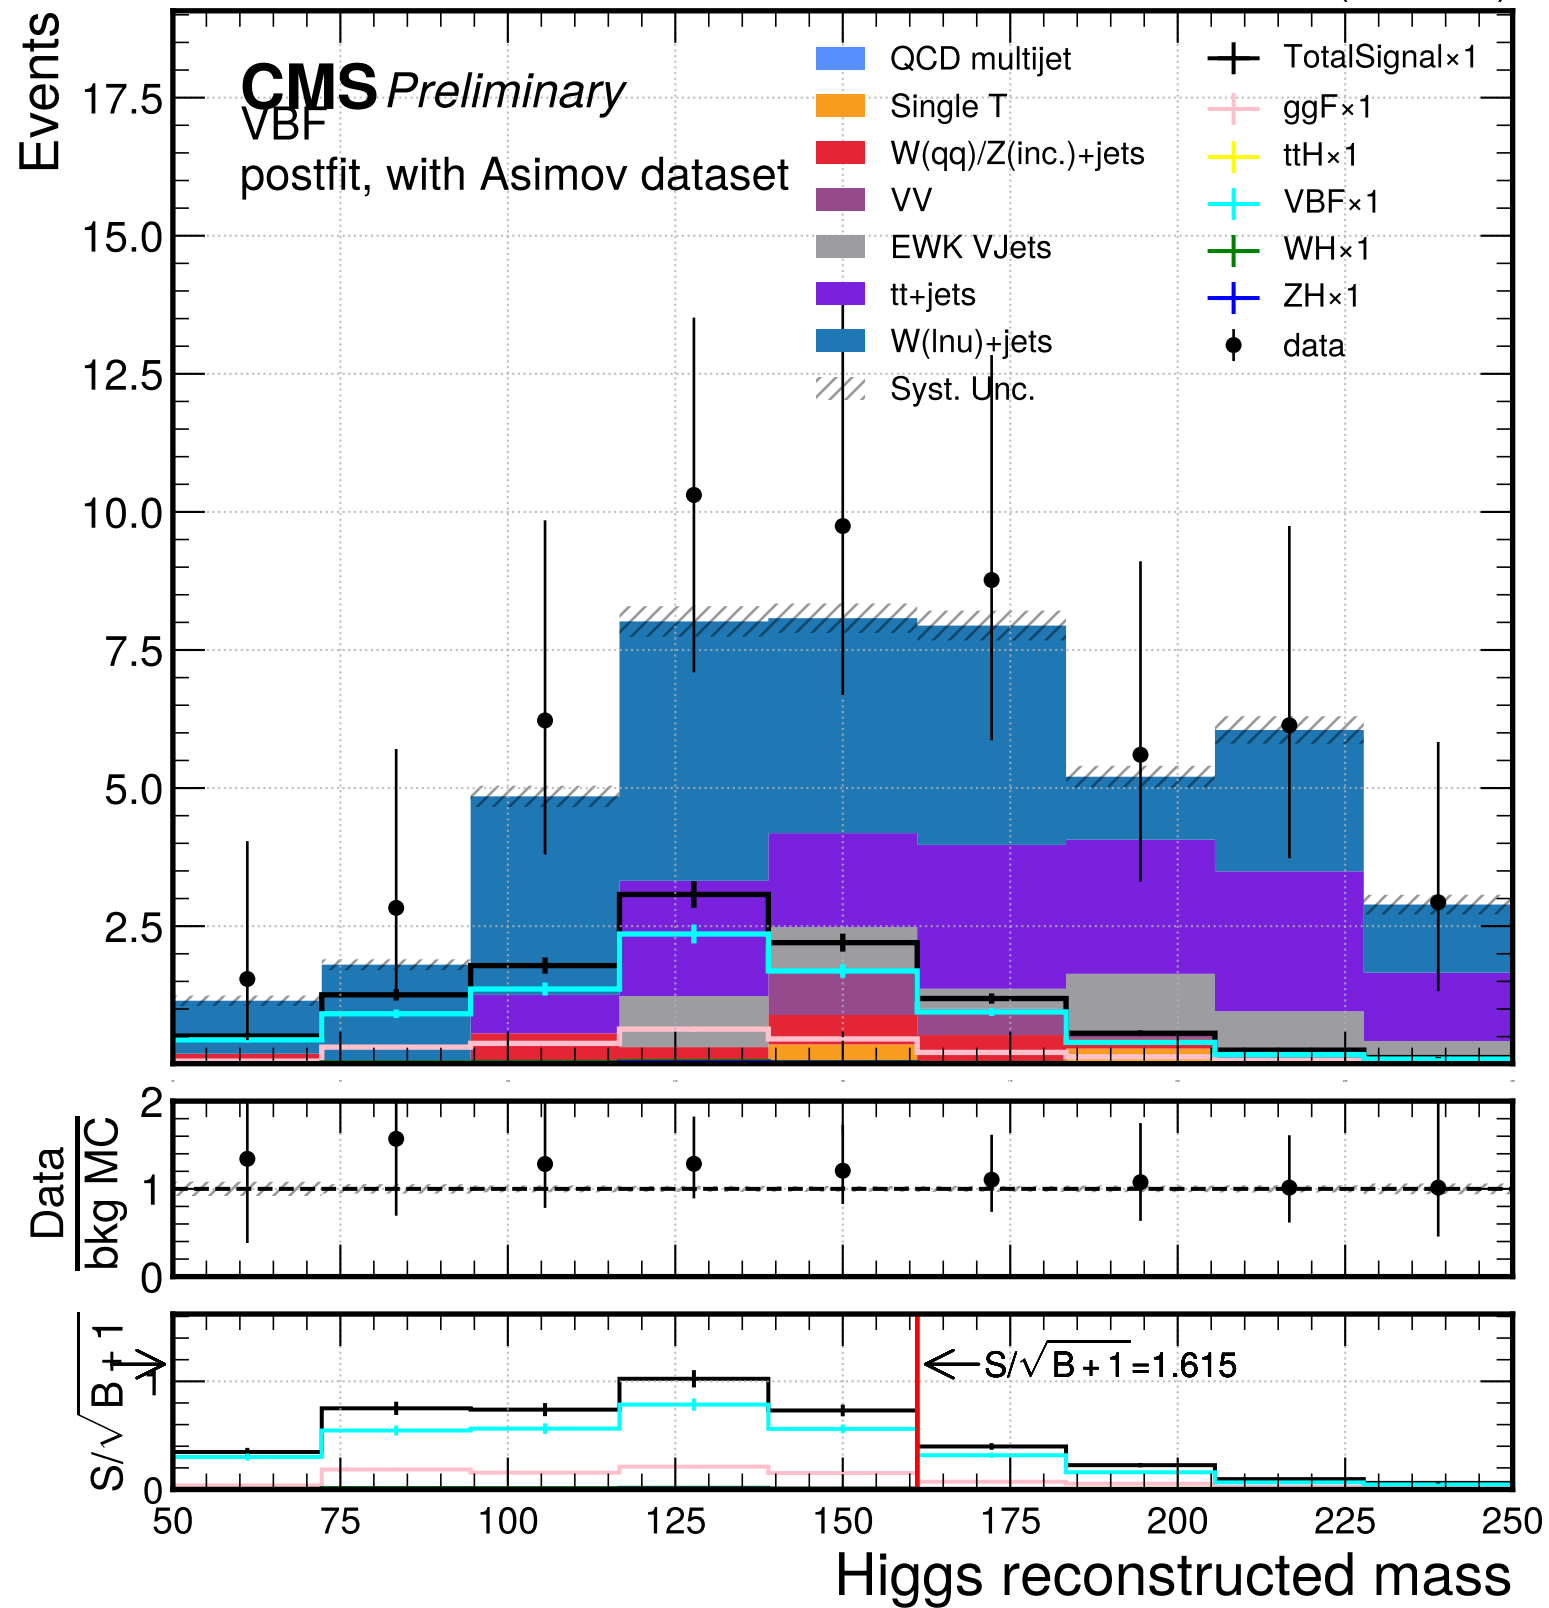 Events
CMS Preliminary
VBF
postfit, with Asimov dataset
QCD multijet
Single T
W(qq)/Z(inc.)+jets
VV
EWK VJets
tt+jets
W(lnu)+jets
Syst. Unc.
TotalSignal×1
ggF×1
ttH×1
VBF×1
WH×1
ZH×1
data
17.5
15.0
12.5
10.0
7.5
5.0
2.5
Data
bkg MC
2
1
0
S/√B+1
1
0
S/√B+1=1.615
50 75 100 125 150 175 200 225 250
Higgs reconstructed mass